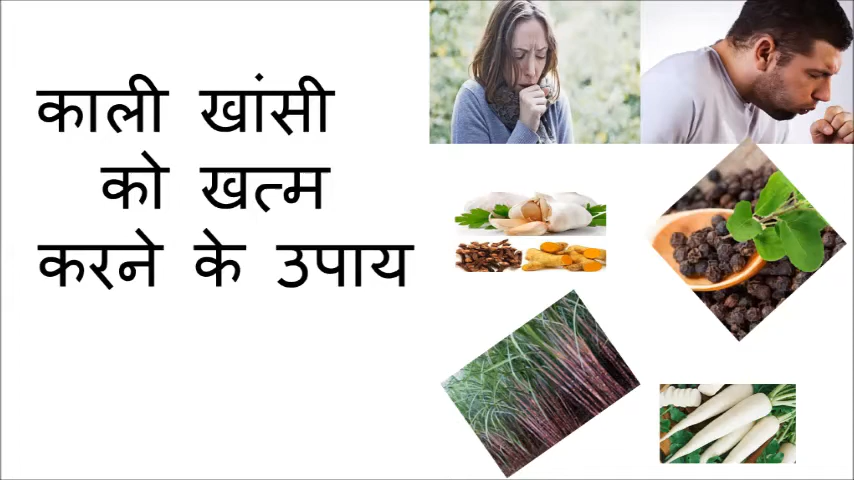 काली खांसी
को खत्म
करने के उपाय